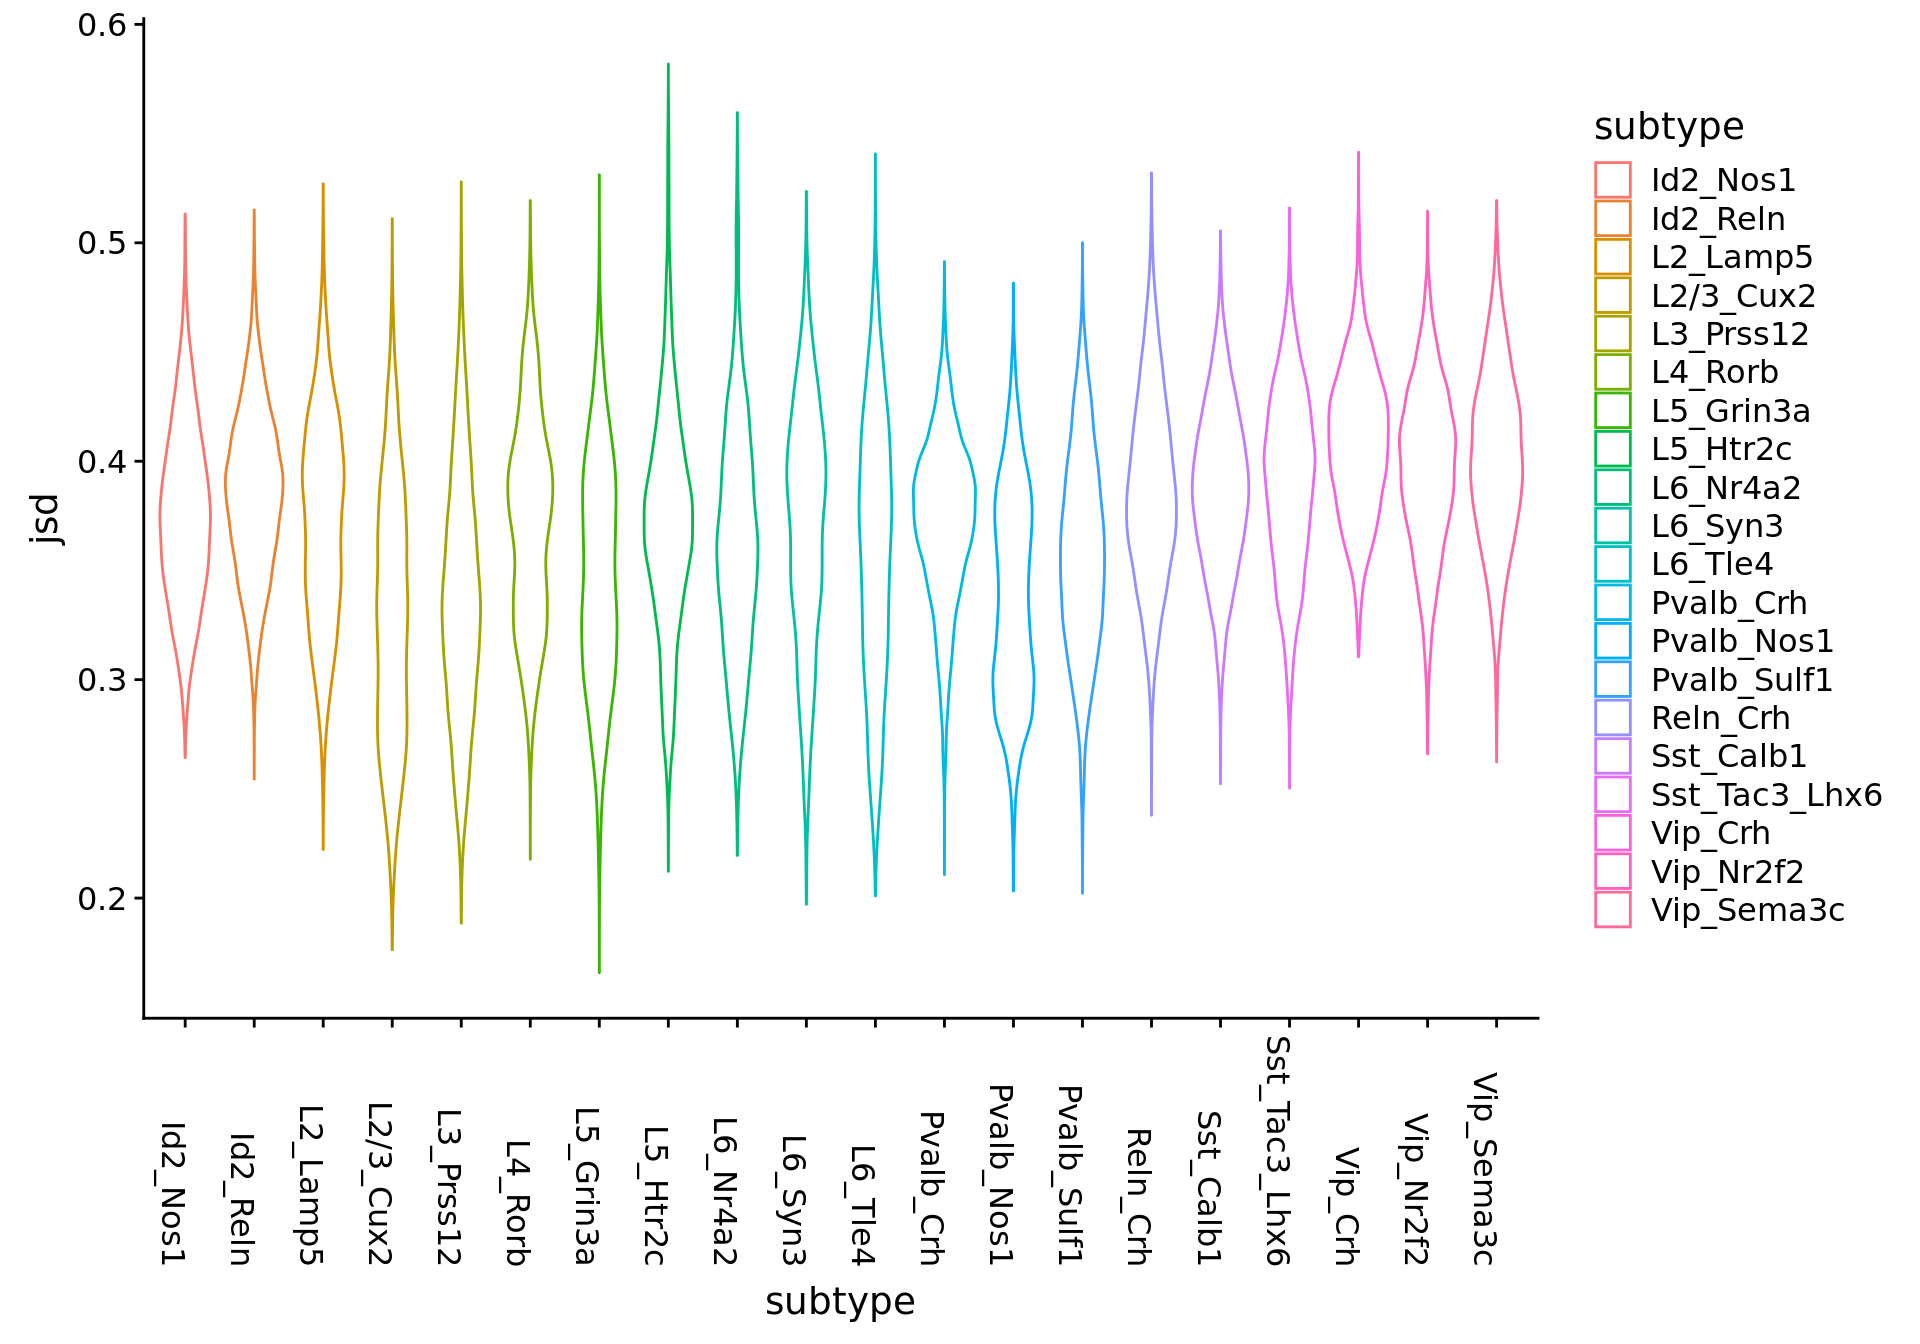 0.6
0.5
0.4
0.3
0.2
jsd
Id2_Nos1
Id2_Reln
L2_Lamp5
L2/3_Cux2
L3_Prss12
L4_Rorb
L5_Grin3a
L5_Htr2c
L6_Nr4a2
L6_Syn3
L6_Tle4
Pvalb_Crh
Pvalb_Nos1
Pvalb_Sulf1
Reln_Crh
Sst_Calb1
Sst_Tac3_Lhx6
Vip_Crh
Vip_Nr2f2
Vip_Sema3c
subtype
subtype
Id2_Nos1
Id2_Reln
L2_Lamp5
L2/3_Cux2
L3_Prss12
L4_Rorb
L5_Grin3a
L5_Htr2c
L6_Nr4a2
L6_Syn3
L6_Tle4
Pvalb_Crh
Pvalb_Nos1
Pvalb_Sulf1
Reln_Crh
Sst_Calb1
Sst_Tac3_Lhx6
Vip_Crh
Vip_Nr2f2
Vip_Sema3c